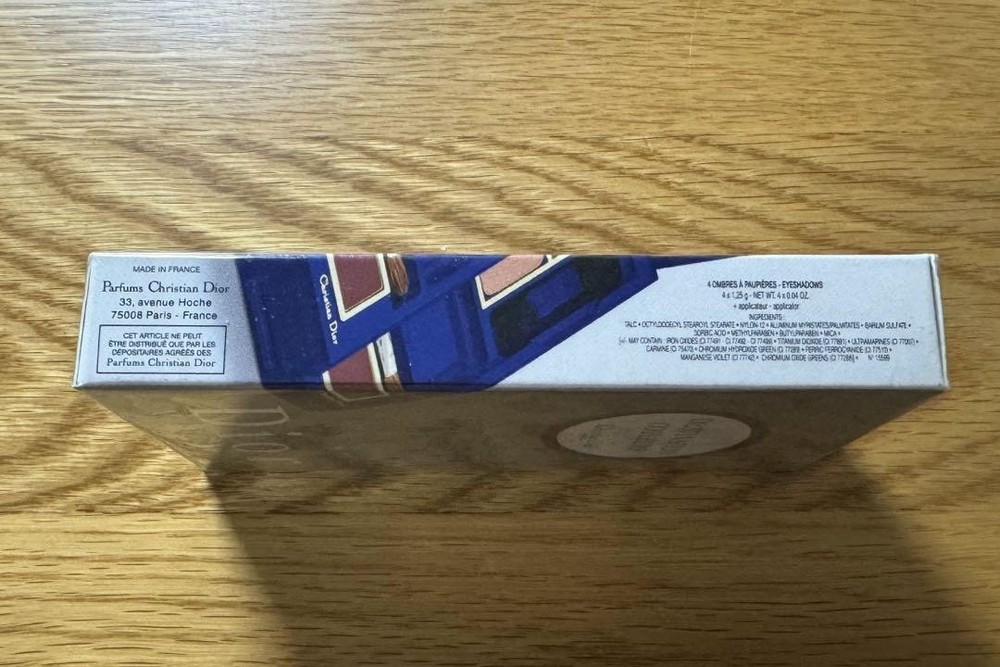 MADE IN FRANCE
Parfums Christian Dior
33, avenue Hoche
75008 Paris - France
CET ARTICLE NE PEUT
ÊTRE DISTRIBUÉ QUE PAR LES
DÉPOSITAIRES AGRÉÉS DES
Parfums Christian Dior
Christian Dior
4 OMBRES À PAUPIÈRES - EYESHADOWS
4 x 1,25 g - NET WT. 4 x 0.04 OZ.
+ applicateur - applicator
INGREDIENTS:
TALC • OCTYLDODECYL STEAROYL STEARATE • NYLON-12 • ALUMINUM MYRISTATES/PALMITATES • BARIUM SULFATE •
SORBIC ACID • METHYLPARABEN • BUTYLPARABEN • MICA •
(+/- MAY CONTAIN : IRON OXIDES (CI 77491 - CI 77492 - CI 77499) • TITANIUM DIOXIDE (CI 77891) • ULTRAMARINES (CI 77007) •
CARMINE (CI 75470) • CHROMIUM HYDROXIDE GREEN (CI 77289) • FERRIC FERROCYANIDE (CI 77510) •
MANGANESE VIOLET (CI 77742) • CHROMIUM OXIDE GREENS (CI 77288) • N° 13599
Dio